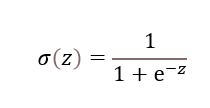 σ(z) = 1 / (1 + e⁻ᶻ)